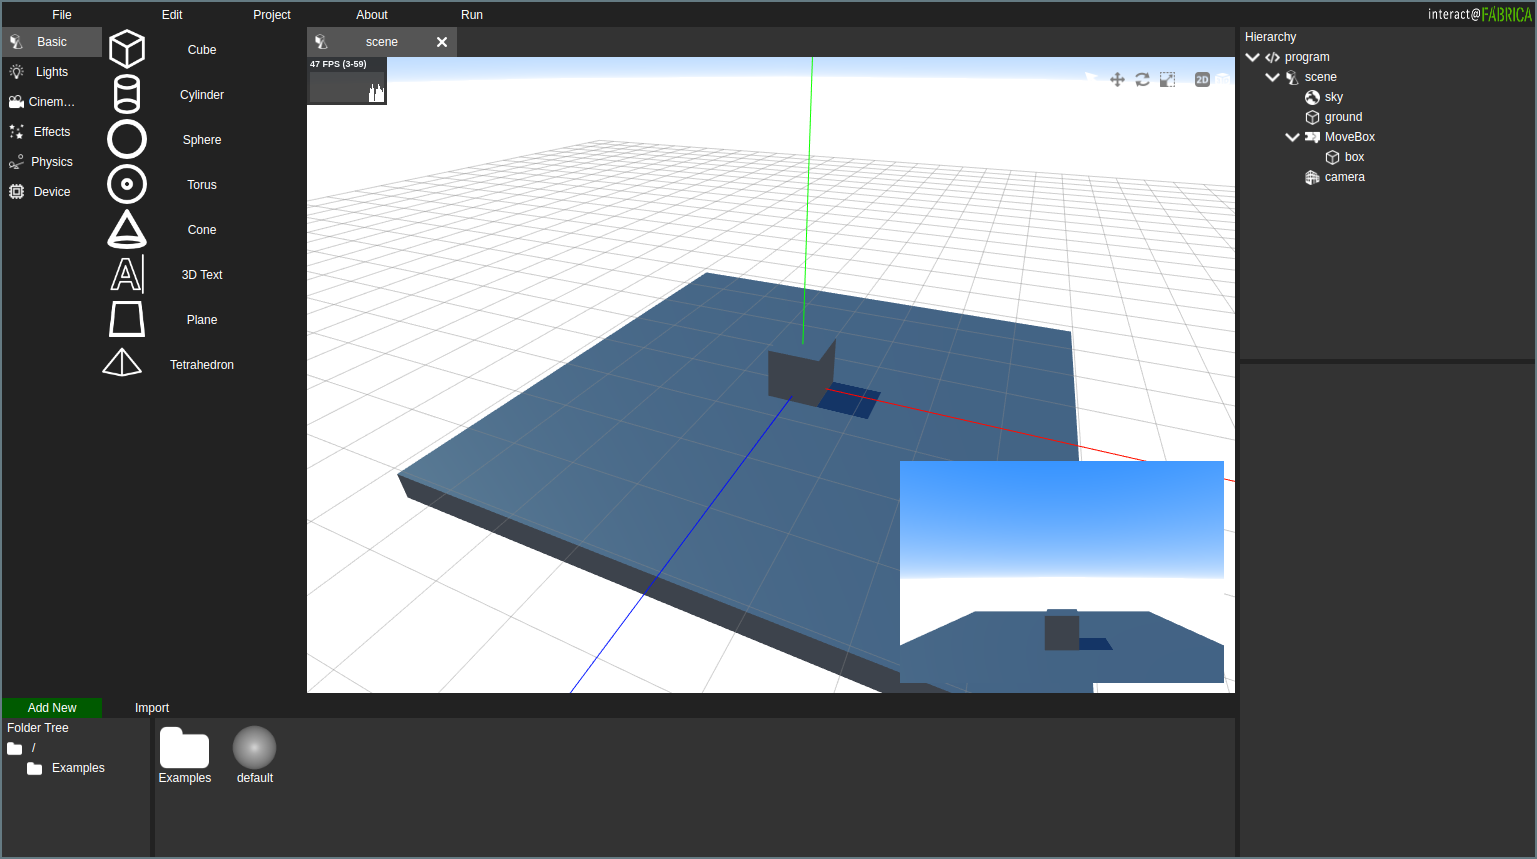 File Edit Project About Run interact@FÁBRICA
Basic
Lights
Cinem...
Effects
Physics
Device
Cube
Cylinder
Sphere
Torus
Cone
3D Text
Plane
Tetrahedron
scene
47 FPS (3-59)
2D
Hierarchy
program
scene
sky
ground
MoveBox
box
camera
Add New Import
Folder Tree
/
Examples
Examples default